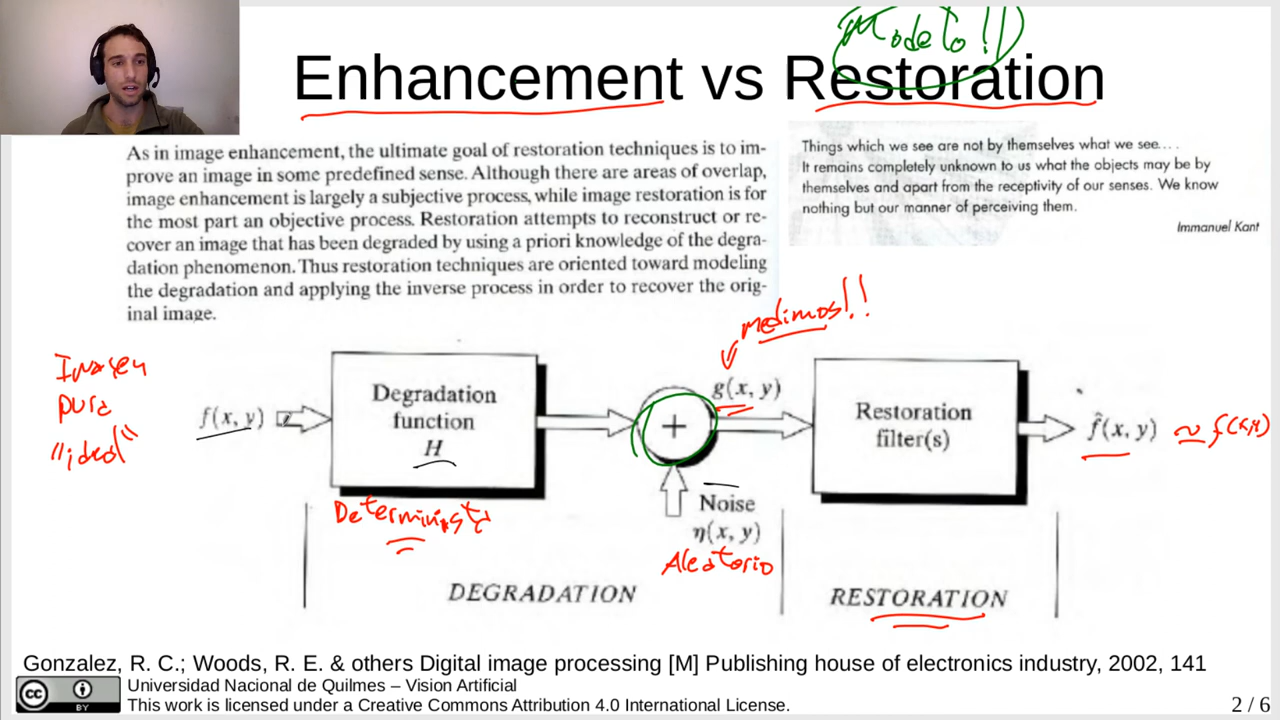 Modelo!!
Enhancement vs Restoration
As in image enhancement, the ultimate goal of restoration techniques is to im-
prove an image in some predefined sense. Although there are areas of overlap,
image enhancement is largely a subjective process, while image restoration is for
the most part an objective process. Restoration attempts to reconstruct or re-
cover an image that has been degraded by using a priori knowledge of the degra-
dation phenomenon. Thus restoration techniques are oriented toward modeling
the degradation and applying the inverse process in order to recover the orig-
inal image.
Things which we see are not by themselves what we see....
It remains completely unknown to us what the objects may be by
themselves and apart from the receptivity of our senses. We know
nothing but our manner of perceiving them.
Immanuel Kant
medimos!!
Imagen
pura
"ideal"
f(x, y)
Degradation
function
H
Determinista
+
g(x, y)
Noise
η(x, y)
Aleatorio
Restoration
filter(s)
f̂(x, y) ≈ f(x,y)
DEGRADATION
RESTORATION
Gonzalez, R. C.; Woods, R. E. & others Digital image processing [M] Publishing house of electronics industry, 2002, 141
cc BY
Universidad Nacional de Quilmes – Vision Artificial
This work is licensed under a Creative Commons Attribution 4.0 International License.
2 / 6